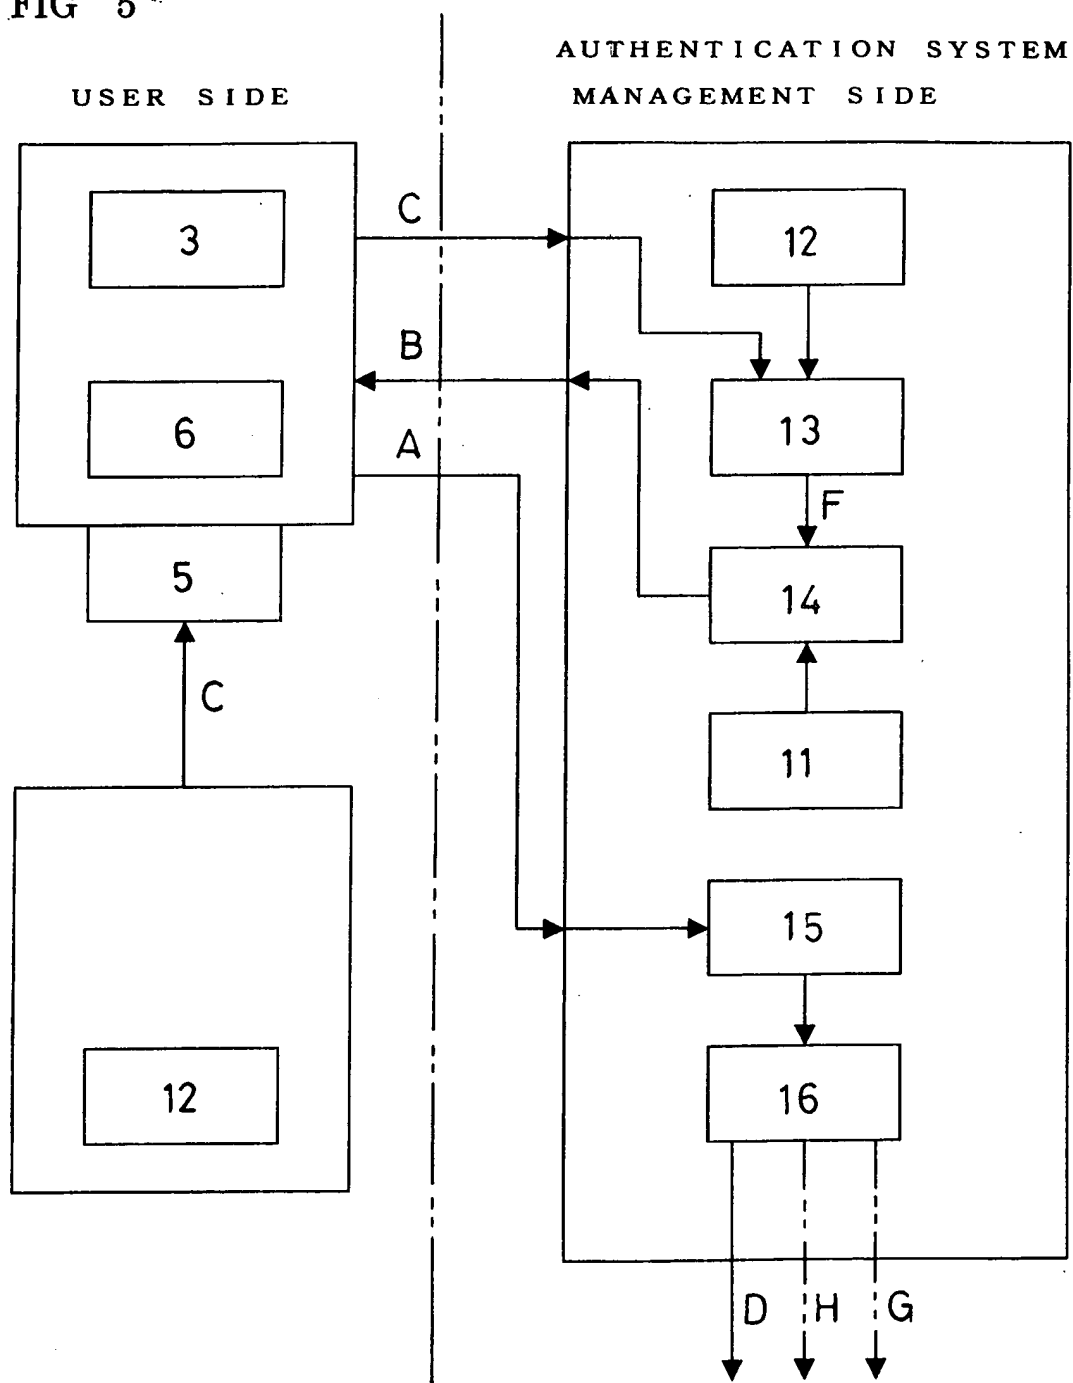 FIG 5
AUTHENTICATION SYSTEM
MANAGEMENT SIDE
USER SIDE
3
C
12
B
6
A
13
F
5
14
C
11
15
12
16
D
H
G